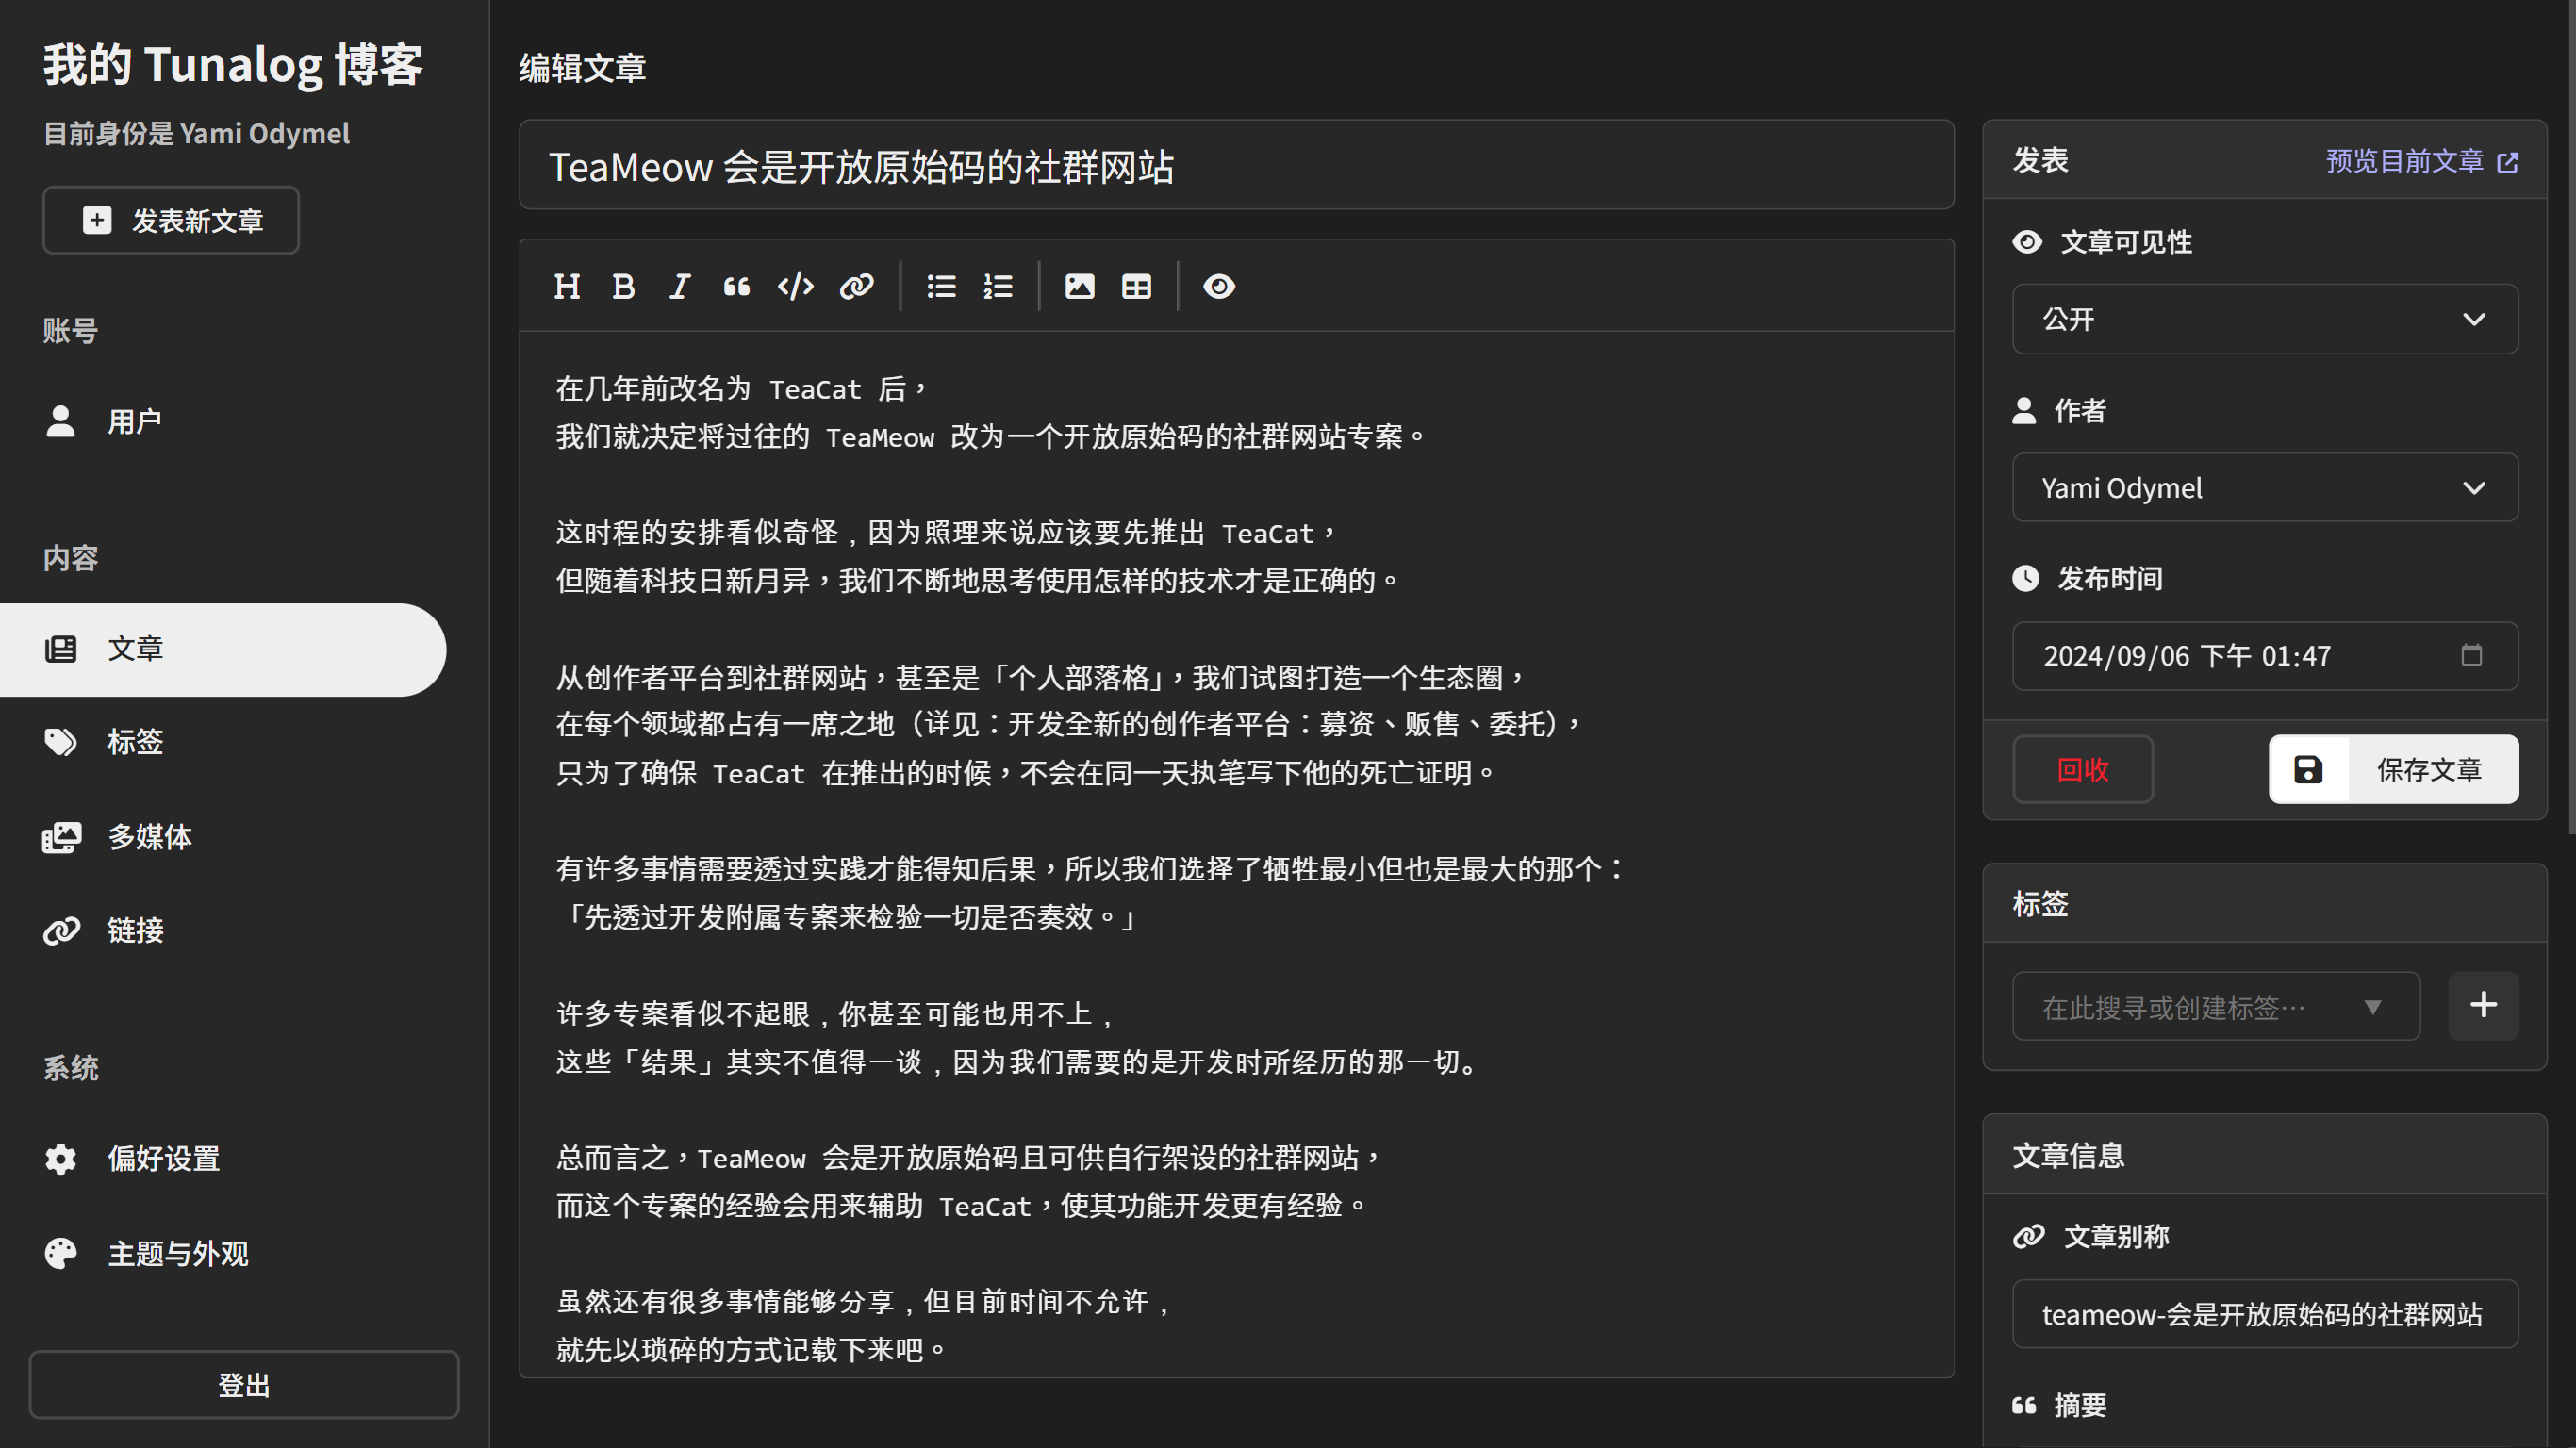 我的 Tunalog 博客
目前身份是 Yami Odymel
发表新文章
账号
用户
内容
文章
标签
多媒体
链接
系统
偏好设置
主题与外观
登出
编辑文章
TeaMeow 会是开放原始码的社群网站
在几年前改名为 TeaCat 后，
我们就决定将过往的 TeaMeow 改为一个开放原始码的社群网站专案。
这时程的安排看似奇怪，因为照理来说应该要先推出 TeaCat，
但随着科技日新月异，我们不断地思考使用怎样的技术才是正确的。
从创作者平台到社群网站，甚至是「个人部落格」，我们试图打造一个生态圈，
在每个领域都占有一席之地（详见：开发全新的创作者平台：募资、贩售、委托），
只为了确保 TeaCat 在推出的时候，不会在同一天执笔写下他的死亡证明。
有许多事情需要透过实践才能得知后果，所以我们选择了牺牲最小但也是最大的那个：
「先透过开发附属专案来检验一切是否奏效。」
许多专案看似不起眼，你甚至可能也用不上，
这些「结果」其实不值得一谈，因为我们需要的是开发时所经历的那一切。
总而言之，TeaMeow 会是开放原始码且可供自行架设的社群网站，
而这个专案的经验会用来辅助 TeaCat，使其功能开发更有经验。
虽然还有很多事情能够分享，但目前时间不允许，
就先以琐碎的方式记载下来吧。
发表
预览目前文章
文章可见性
公开
作者
Yami Odymel
发布时间
2024/09/06 下午 01:47
回收
保存文章
标签
在此搜寻或创建标签…
文章信息
文章别称
teameow-会是开放原始码的社群网站
摘要